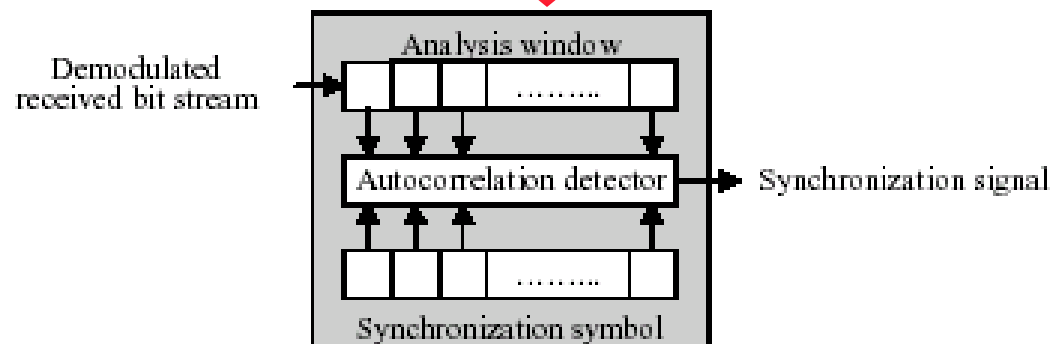 Analysis window
Demodulated
received bit stream
..........
Autocorrelation detector
Synchronization signal
..........
Synchronization symbol